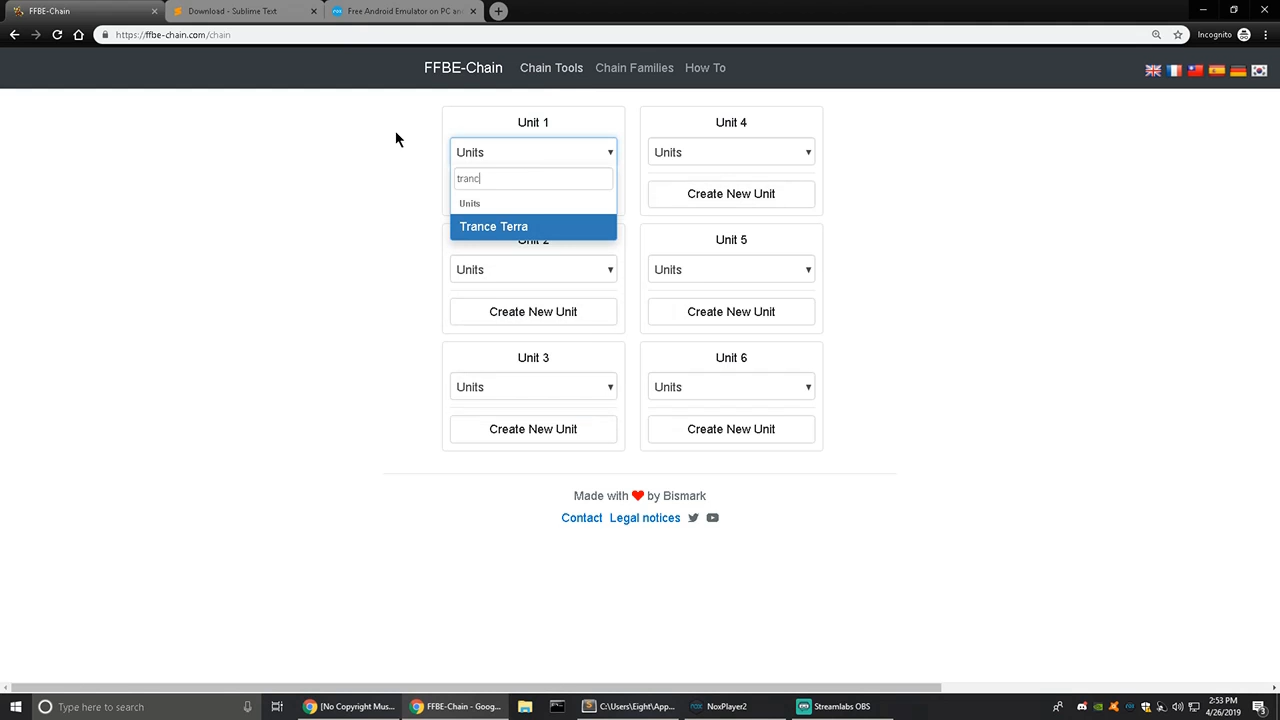 FFBE-Chain
Download - Sublime Text
Free Android Emulator on PC an
https://ffbe-chain.com/chain
Incognito
FFBE-Chain
Chain Tools
Chain Families
How To
Unit 1
Units
tranc
Units
Trance Terra
Unit 4
Units
Create New Unit
Unit 2
Units
Create New Unit
Unit 5
Units
Create New Unit
Unit 3
Units
Create New Unit
Unit 6
Units
Create New Unit
Made with ❤ by Bismark
Contact Legal notices
Type here to search
[No Copyright Mus...
FFBE-Chain - Goog...
C:\Users\Eight\App...
NoxPlayer2
Streamlabs OBS
2:53 PM
4/26/2019